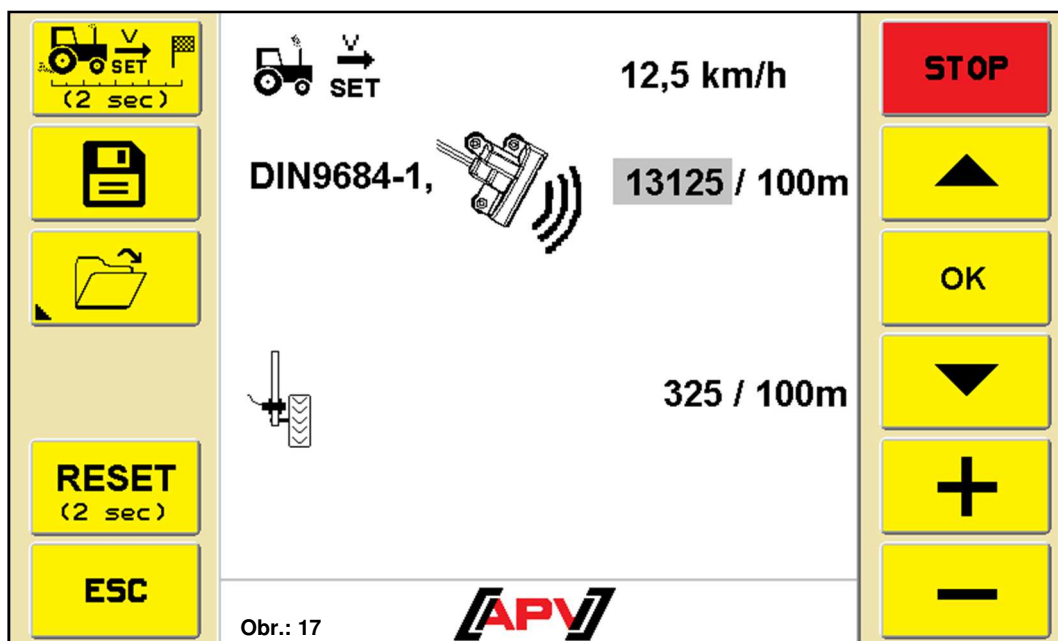 V
SET
(2 sec)
RESET
(2 sec)
ESC
V
SET
12,5 km/h
DIN9684-1,
13125 / 100m
325 / 100m
Obr.: 17
APV
STOP
OK